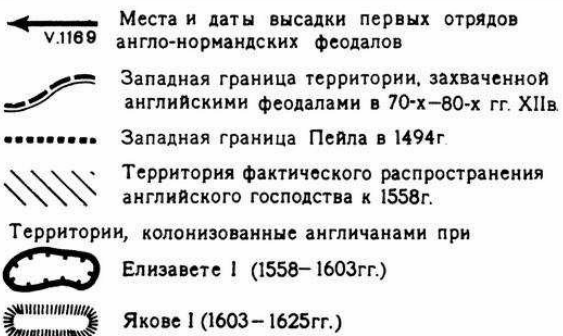 Места и даты высадки первых отрядов
V.1169 англо-нормандских феодалов
Западная граница территории, захваченной
английскими феодалами в 70-х–80-х гг. XIIв.
Западная граница Пейла в 1494г.
Территория фактического распространения
английского господства к 1558г.
Территории, колонизованные англичанами при
Елизавете I (1558–1603гг.)
Якове I (1603–1625гг.)